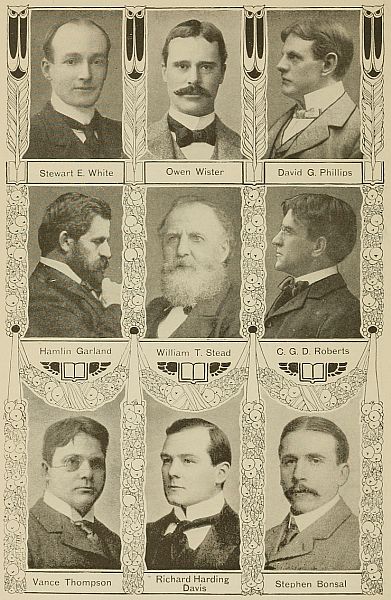 Stewart E. White
Owen Wister
David G. Phillips
Hamlin Garland
William T. Stead
C. G. D. Roberts
Vance Thompson
Richard Harding
Davis
Stephen Bonsal